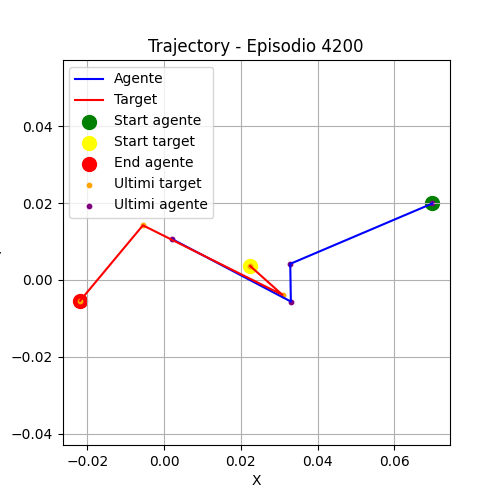 Trajectory - Episodio 4200
Agente
Target
Start agente
Start target
End agente
Ultimi target
Ultimi agente
0.04
0.02
0.00
−0.02
−0.04
−0.02
0.00
0.02
0.04
0.06
X